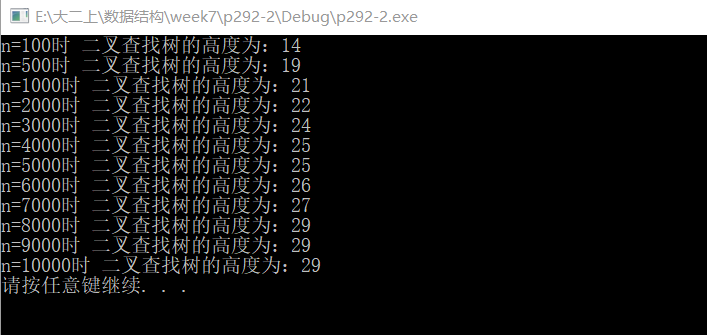 E:\大二上\数据结构\week7\p292-2\Debug\p292-2.exe
n=100时 二叉查找树的高度为：14
n=500时 二叉查找树的高度为：19
n=1000时 二叉查找树的高度为：21
n=2000时 二叉查找树的高度为：22
n=3000时 二叉查找树的高度为：24
n=4000时 二叉查找树的高度为：25
n=5000时 二叉查找树的高度为：25
n=6000时 二叉查找树的高度为：26
n=7000时 二叉查找树的高度为：27
n=8000时 二叉查找树的高度为：29
n=9000时 二叉查找树的高度为：29
n=10000时 二叉查找树的高度为：29
请按任意键继续. . .